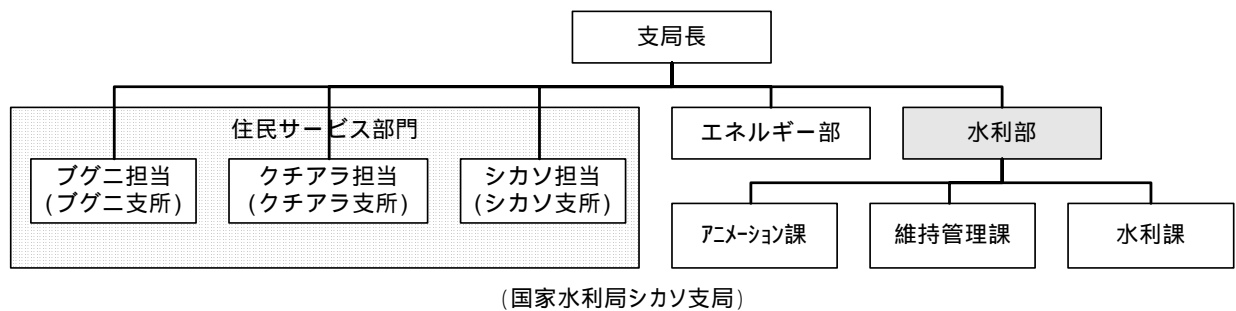 支局長
住民サービス部門
エネルギー部
水利部
ブグニ担当
(ブグニ支所)
クチアラ担当
(クチアラ支所)
シカソ担当
(シカソ支所)
ｱﾆﾒｰｼｮﾝ課
維持管理課
水利課
(国家水利局シカソ支局)